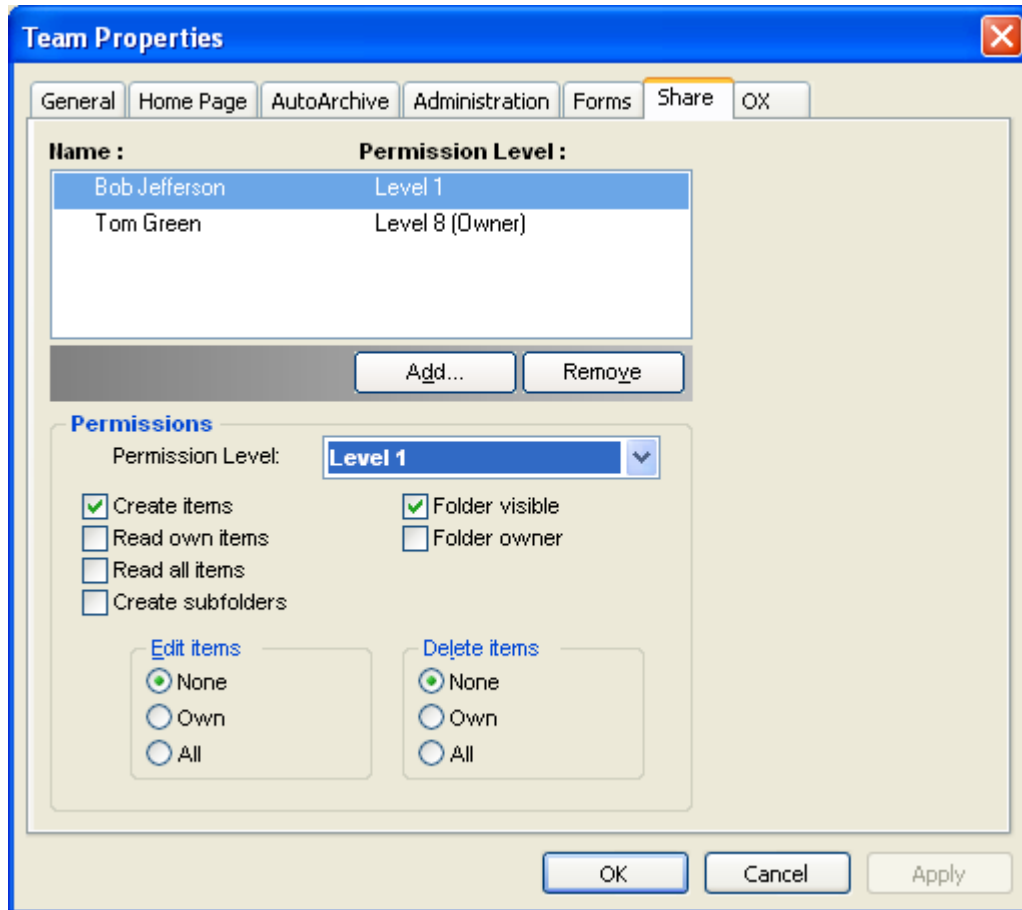 Team Properties
General Home Page AutoArchive Administration Forms Share OX
Name : Permission Level :
Bob Jefferson Level 1
Tom Green Level 8 (Owner)
Add... Remove
Permissions
Permission Level: Level 1
Create items Folder visible
Read own items Folder owner
Read all items
Create subfolders
Edit items Delete items
None None
Own Own
All All
OK Cancel Apply